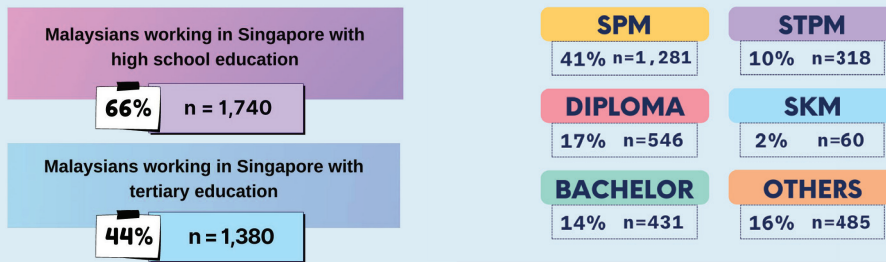 Malaysians working in Singapore with
high school education
66% n = 1,740
Malaysians working in Singapore with
tertiary education
44% n = 1,380
SPM
41% n=1,281
STPM
10% n=318
DIPLOMA
17% n=546
SKM
2% n=60
BACHELOR
14% n=431
OTHERS
16% n=485